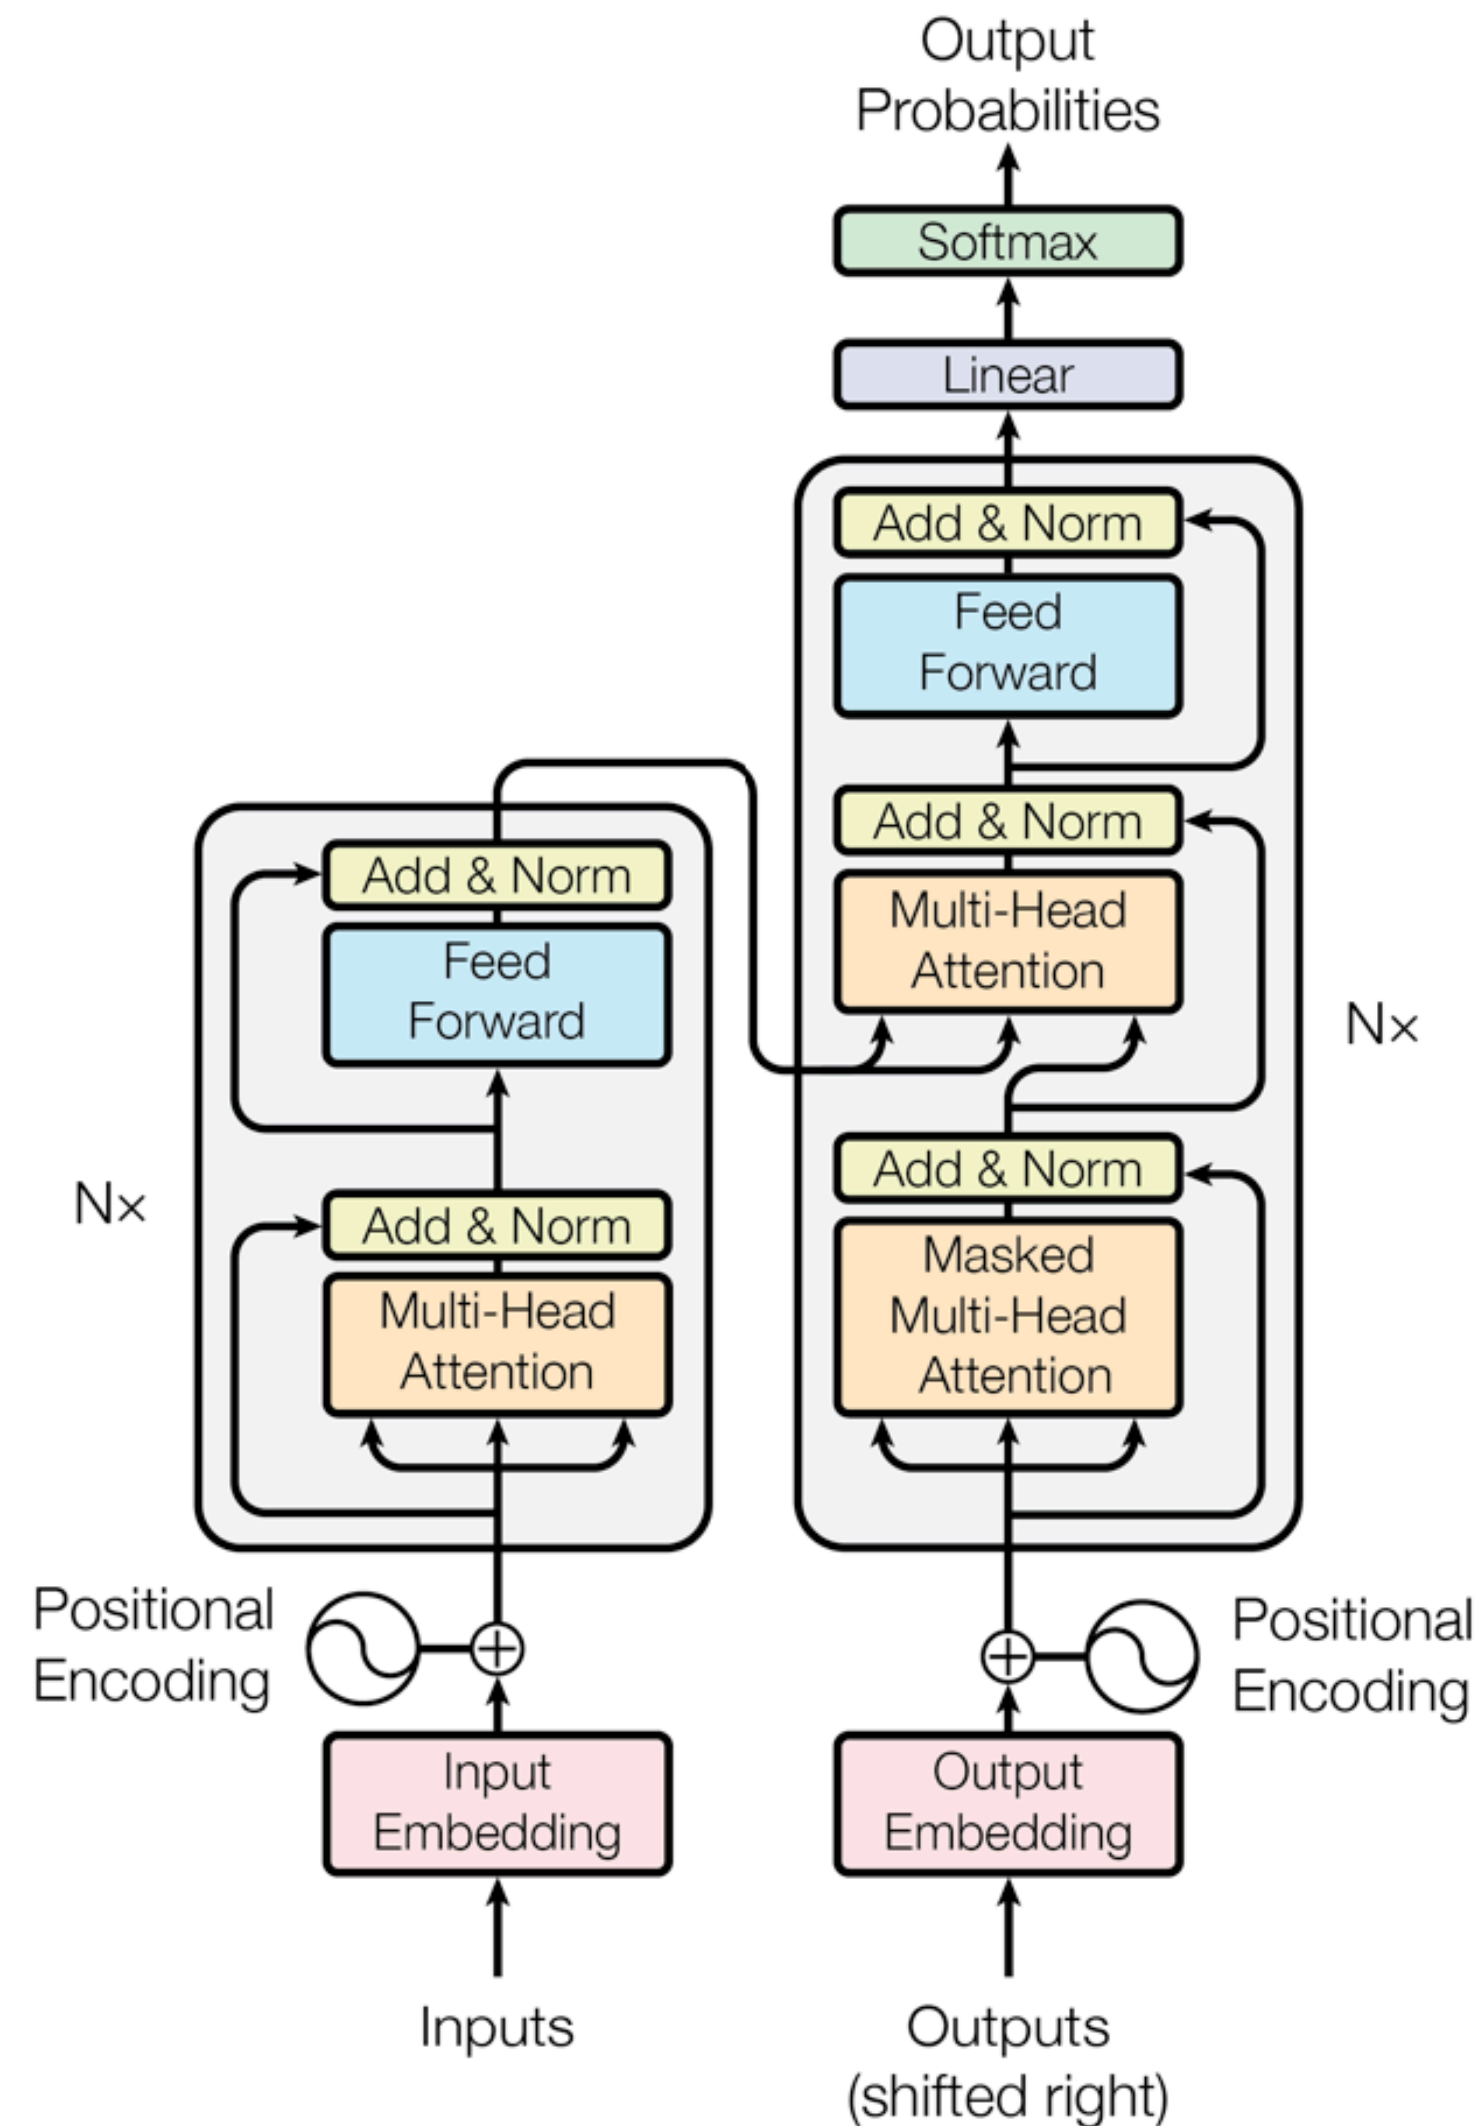 Output
Probabilities
Softmax
Linear
Add & Norm
Feed
Forward
Add & Norm
Multi-Head
Attention
Nx
Add & Norm
Masked
Multi-Head
Attention
Add & Norm
Feed
Forward
Nx
Add & Norm
Multi-Head
Attention
Positional
Encoding
Positional
Encoding
Input
Embedding
Output
Embedding
Inputs
Outputs
(shifted right)